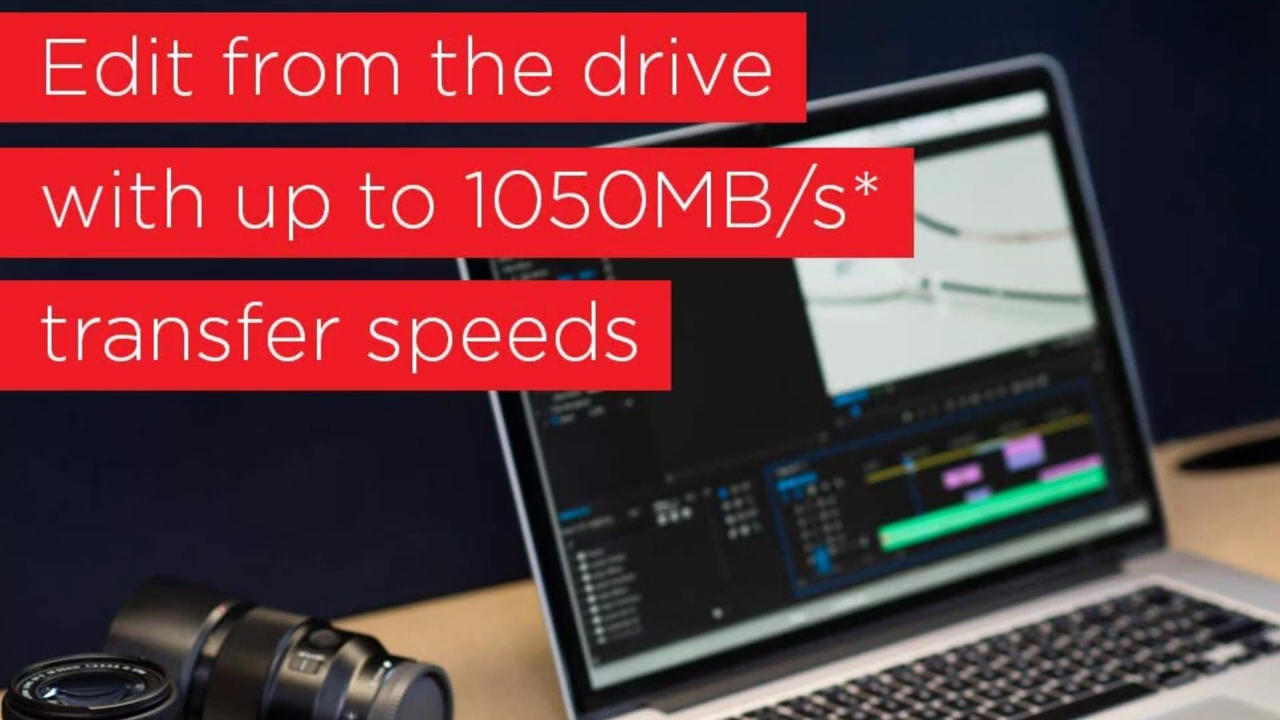 Edit from the drive
with up to 1050MB/s*
transfer speeds